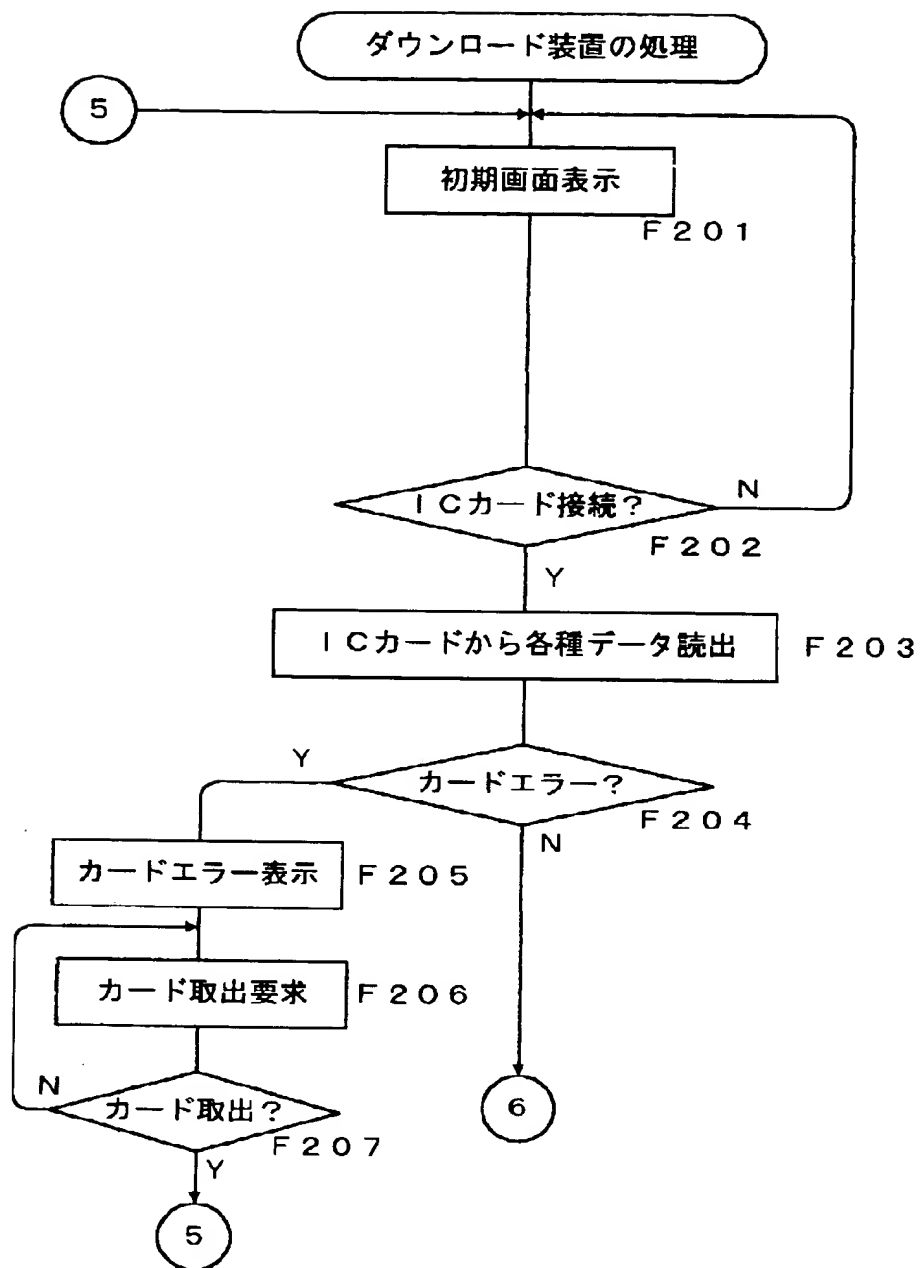 ダウンロード装置の処理
5
初期画面表示
F201
ICカード接続?
N
F202
Y
ICカードから各種データ読出
F203
Y
カードエラー?
F204
N
カードエラー表示
F205
カード取出要求
F206
N
カード取出?
F207
Y
6
5